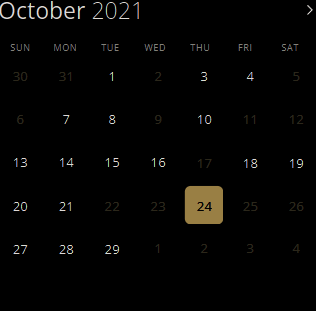 October 2021
SUN MON TUE WED THU FRI SAT
30 31 1 2 3 4 5
6 7 8 9 10 11 12
13 14 15 16 17 18 19
20 21 22 23 24 25 26
27 28 29 1 2 3 4